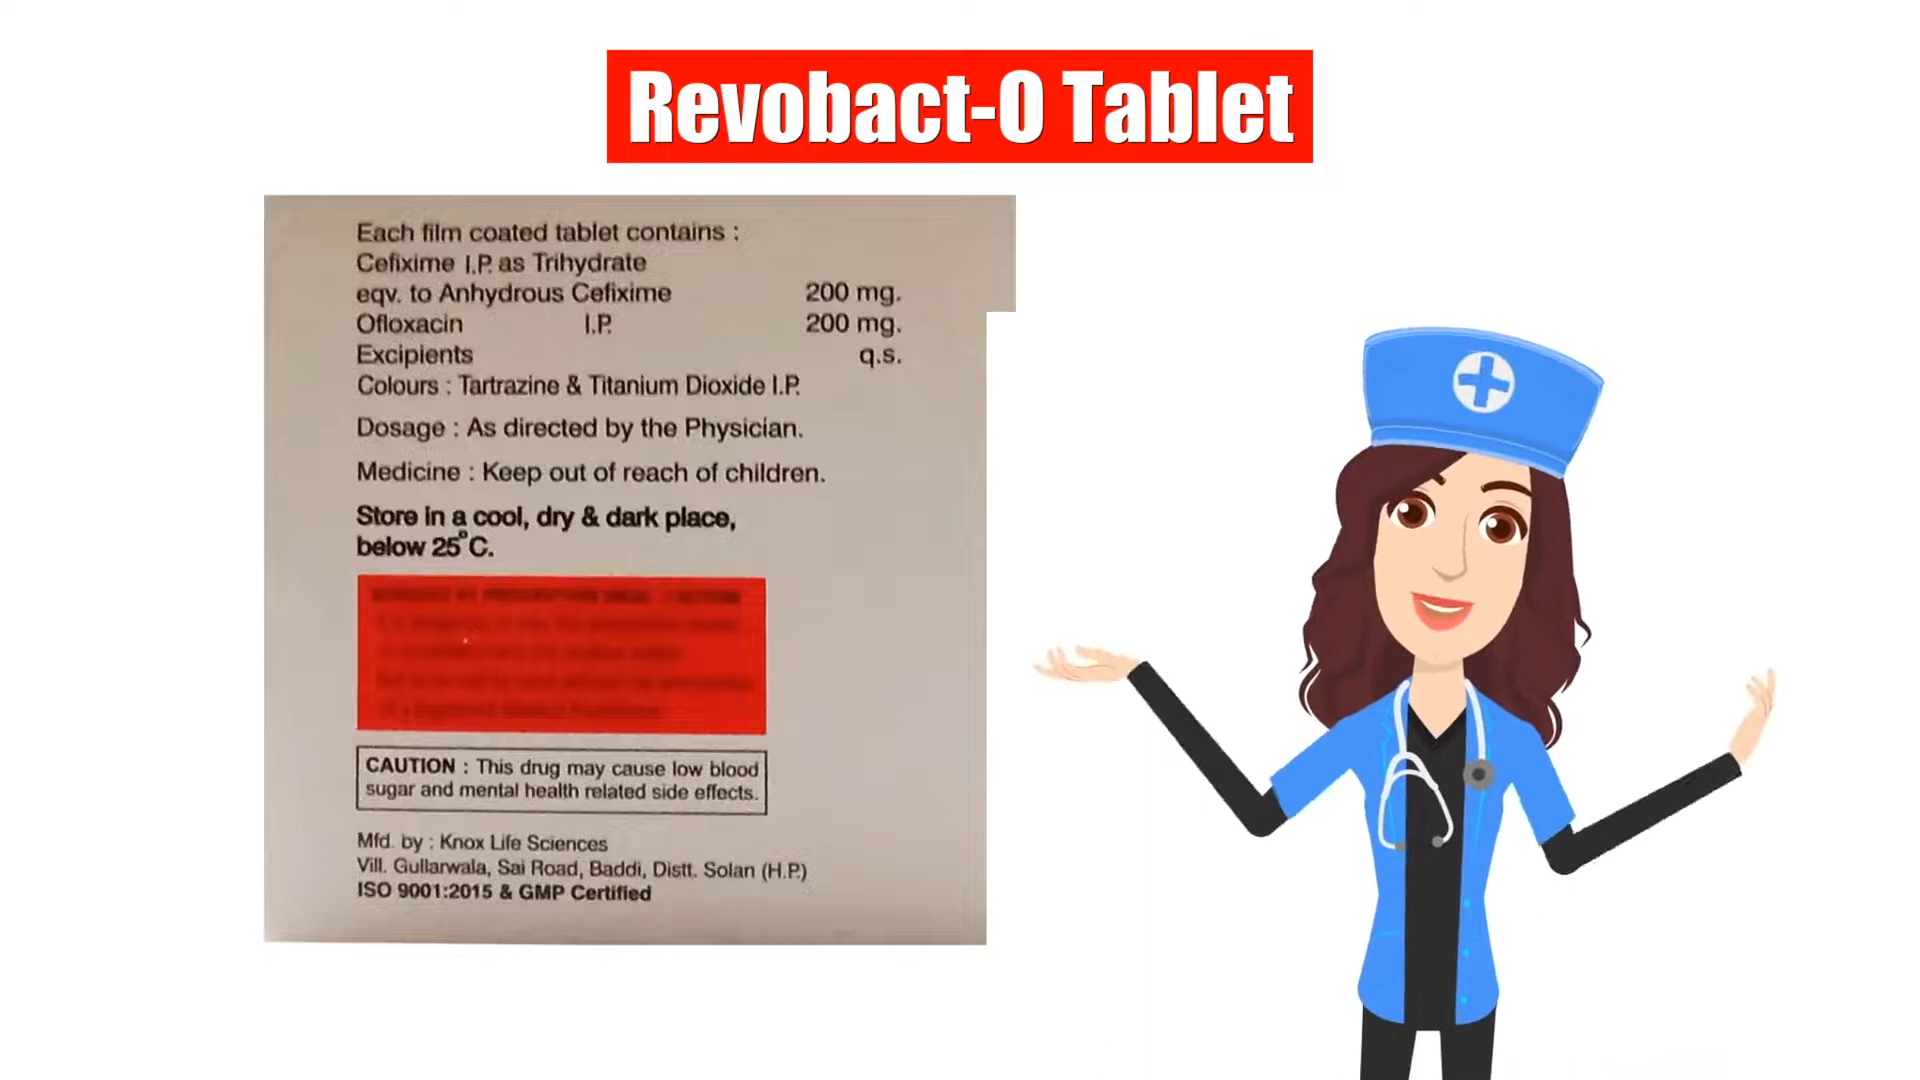 Revobact-O Tablet
Each film coated tablet contains :
Cefixime I.P. as Trihydrate
eqv. to Anhydrous Cefixime 200 mg.
Ofloxacin I.P. 200 mg.
Excipients q.s.
Colours : Tartrazine & Titanium Dioxide I.P.
Dosage : As directed by the Physician.
Medicine : Keep out of reach of children.
Store in a cool, dry & dark place,
below 25°C.
CAUTION : This drug may cause low blood
sugar and mental health related side effects.
Mfd. by : Knox Life Sciences
Vill. Gullarwala, Sai Road, Baddi, Distt. Solan (H.P.)
ISO 9001:2015 & GMP Certified